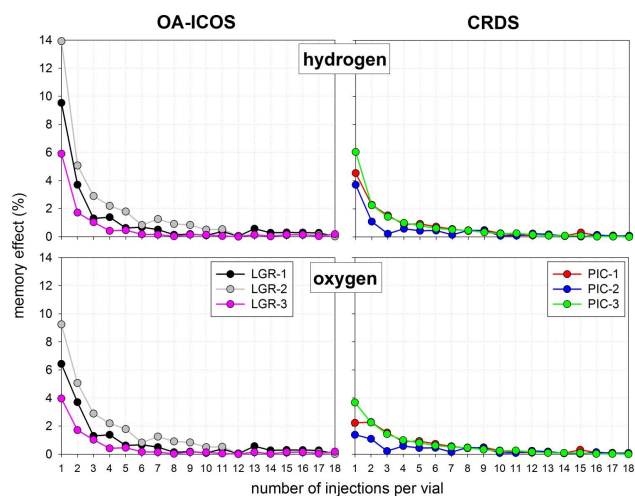 OA-ICOS
CRDS
hydrogen
14
12
10
8
6
4
2
0
memory effect (%)
oxygen
14
12
10
8
6
4
2
0
LGR-1
LGR-2
LGR-3
PIC-1
PIC-2
PIC-3
1 2 3 4 5 6 7 8 9 10 11 12 13 14 15 16 17 18
1 2 3 4 5 6 7 8 9 10 11 12 13 14 15 16 17 18
number of injections per vial